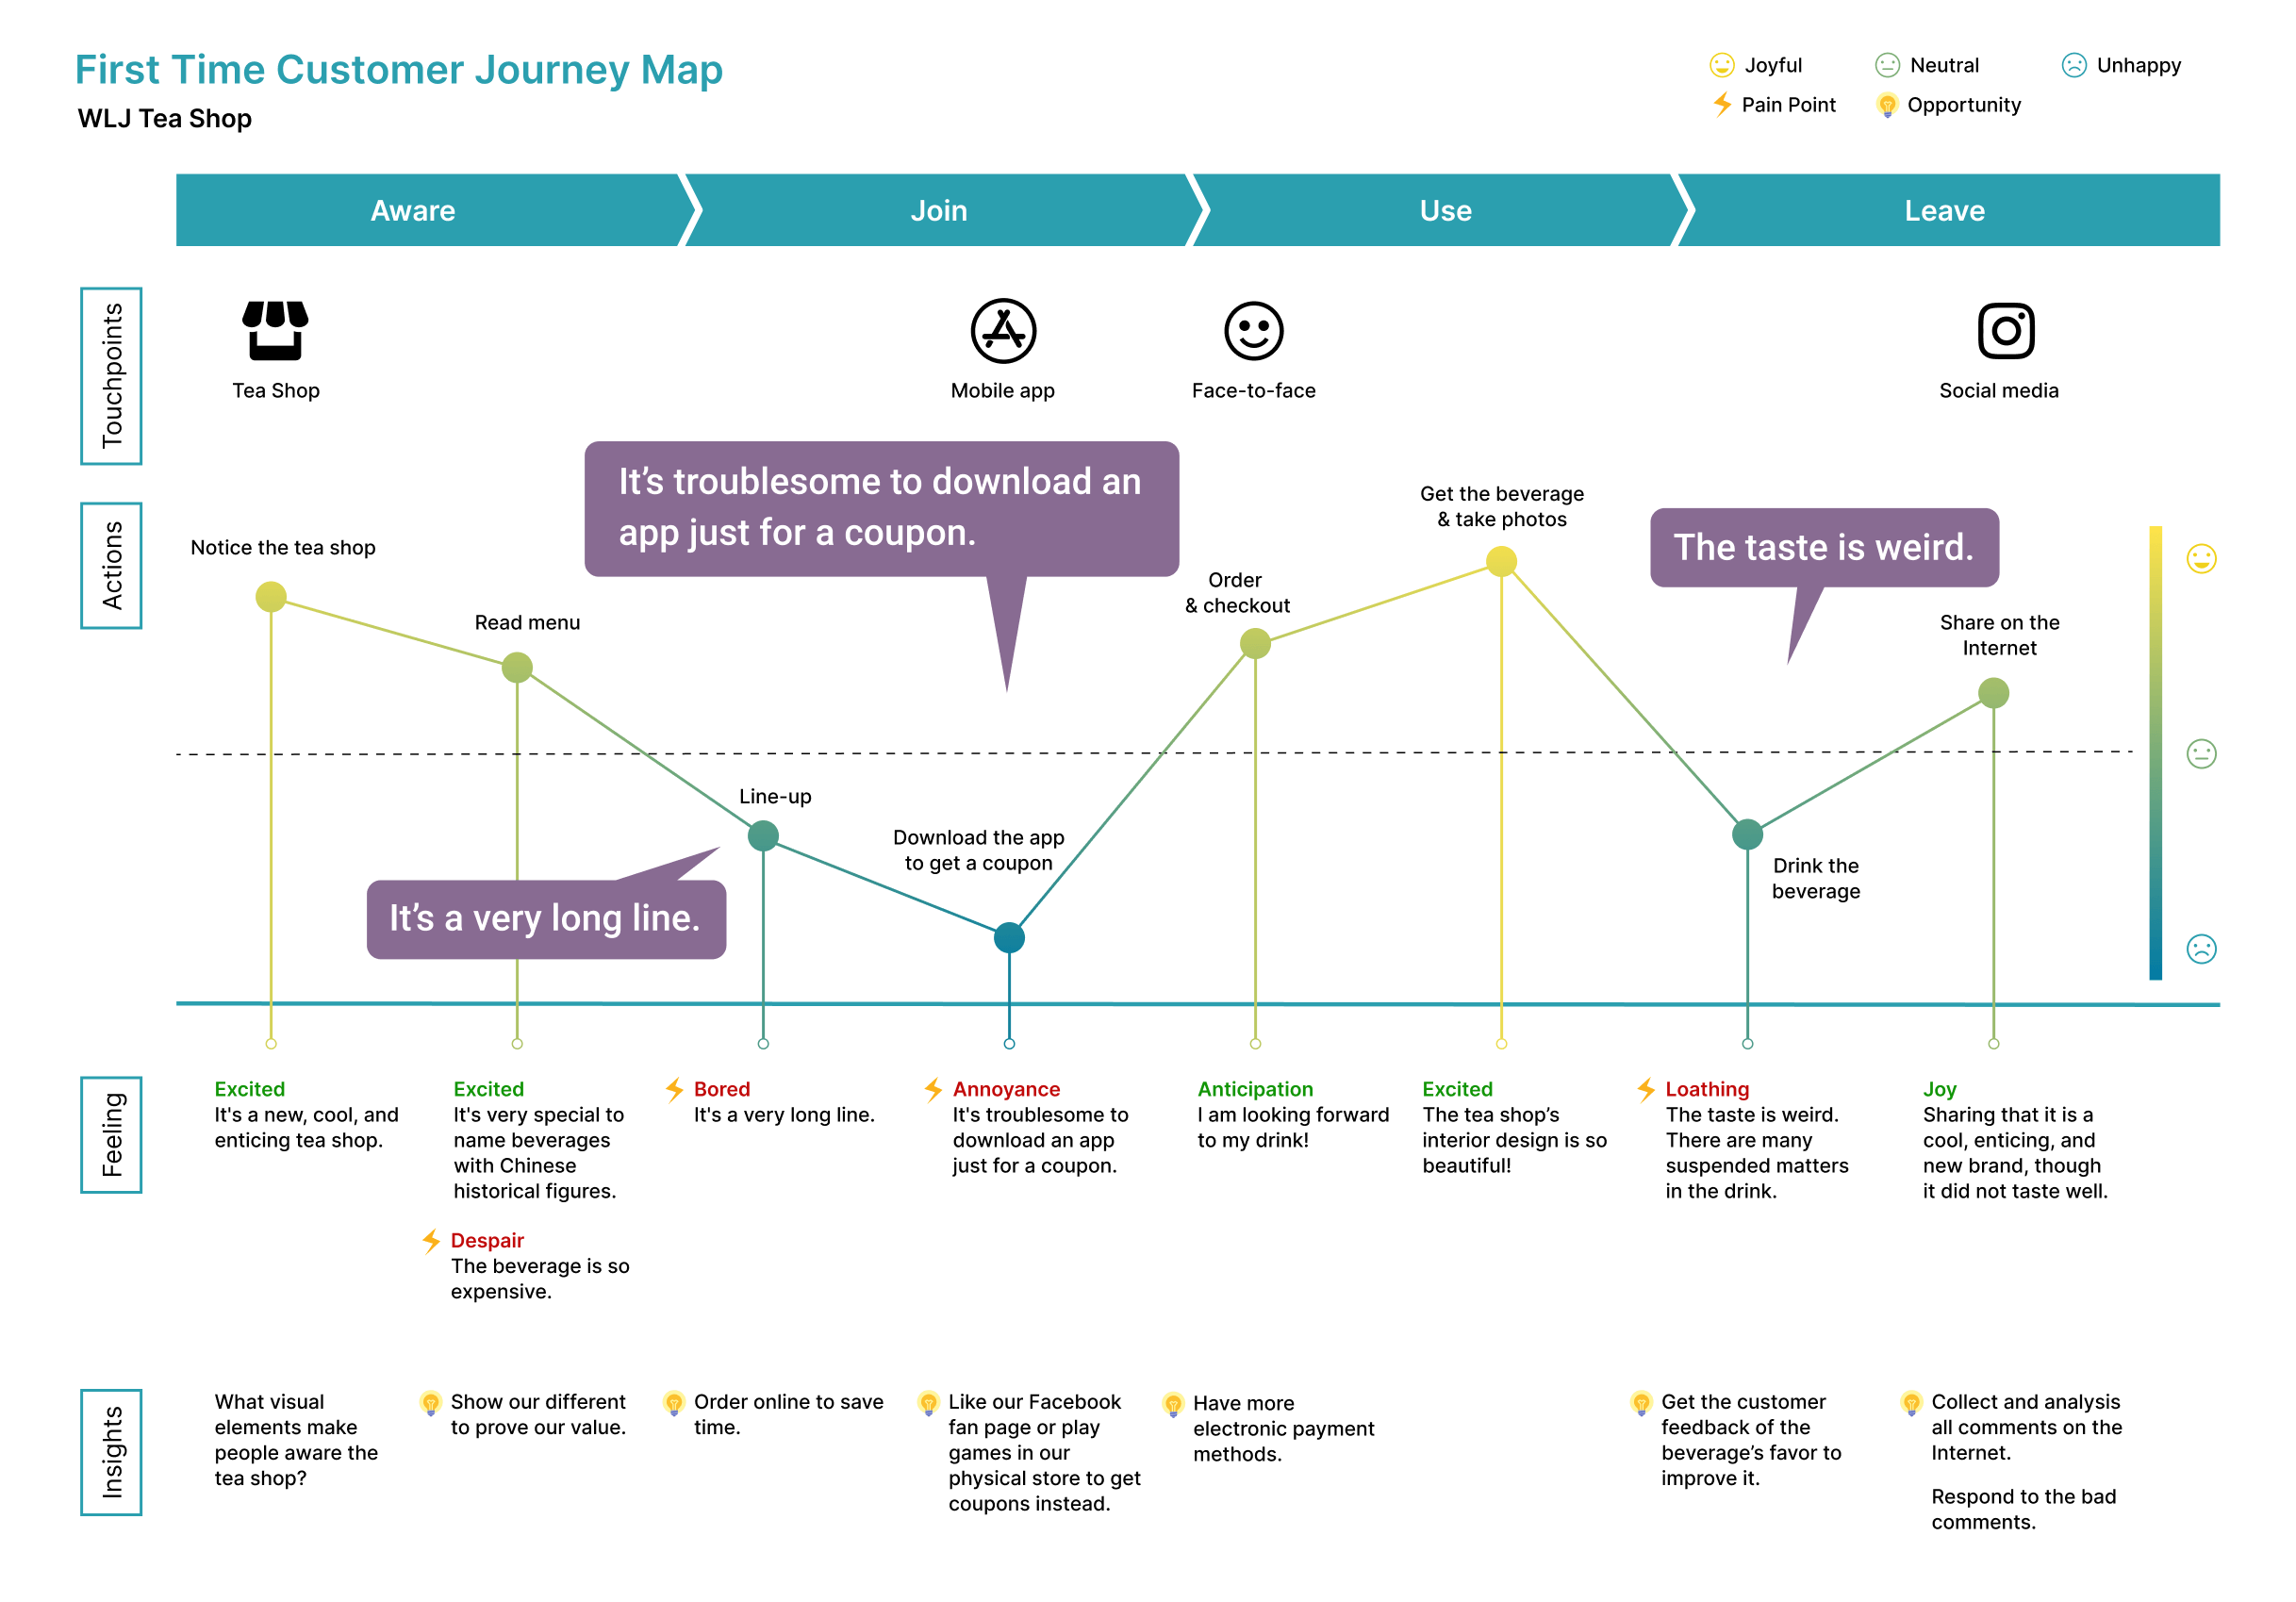 First Time Customer Journey Map
WLJ Tea Shop
Joyful
Neutral
Unhappy
Pain Point
Opportunity
Aware
Join
Use
Leave
Touchpoints
Tea Shop
Mobile app
Face-to-face
Social media
Actions
Notice the tea shop
Read menu
It’s troublesome to download an
app just for a coupon.
Line-up
It’s a very long line.
Download the app
to get a coupon
Order
& checkout
Get the beverage
& take photos
The taste is weird.
Drink the
beverage
Share on the
Internet
Feeling
Excited
It's a new, cool, and
enticing tea shop.
Excited
It's very special to
name beverages
with Chinese
historical figures.
Despair
The beverage is so
expensive.
Bored
It's a very long line.
Annoyance
It's troublesome to
download an app
just for a coupon.
Anticipation
I am looking forward
to my drink!
Excited
The tea shop’s
interior design is so
beautiful!
Loathing
The taste is weird.
There are many
suspended matters
in the drink.
Joy
Sharing that it is a
cool, enticing, and
new brand, though
it did not taste well.
Insights
What visual
elements make
people aware the
tea shop?
Show our different
to prove our value.
Order online to save
time.
Like our Facebook
fan page or play
games in our
physical store to get
coupons instead.
Have more
electronic payment
methods.
Get the customer
feedback of the
beverage’s favor to
improve it.
Collect and analysis
all comments on the
Internet.
Respond to the bad
comments.